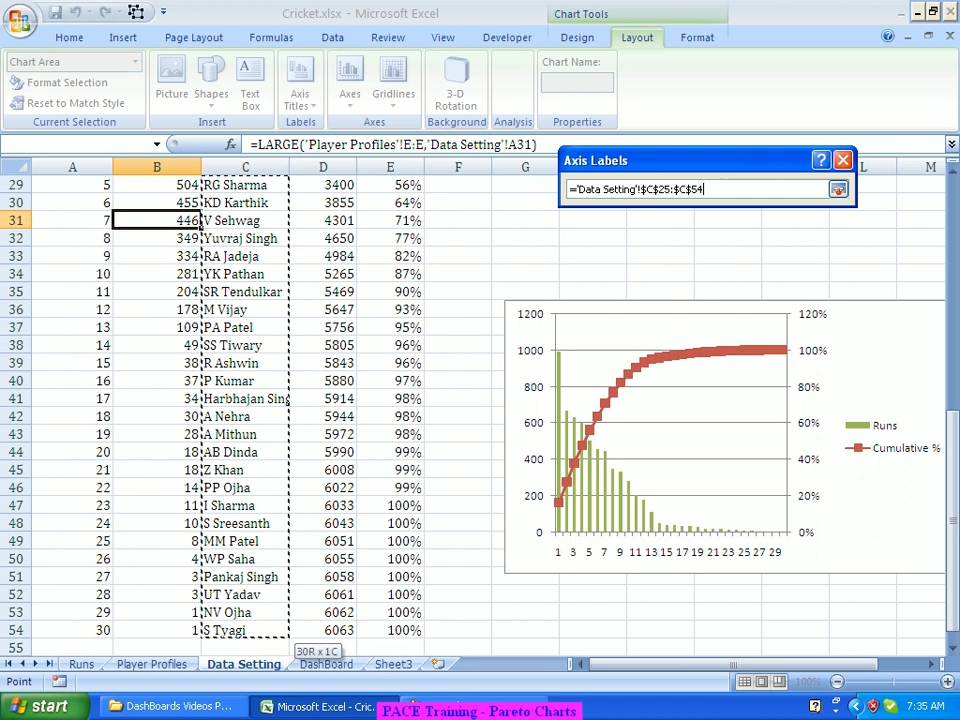 Cricket.xlsx - Microsoft Excel
Chart Tools
Home Insert Page Layout Formulas Data Review View Developer Design Layout Format
Chart Area
Format Selection
Reset to Match Style
Current Selection
Picture Shapes Text Box
Insert
Axis Titles
Labels
Axes Gridlines
Axes
3-D Rotation
Background
Analysis
Chart Name:
Properties
fx =LARGE('Player Profiles'!E:E,'Data Setting'!A31)
Axis Labels
='Data Setting'!$C$25:$C$54
A B C D E F G L M
29 5 504 RG Sharma 3400 56%
30 6 455 KD Karthik 3855 64%
31 7 446 V Sehwag 4301 71%
32 8 349 Yuvraj Singh 4650 77%
33 9 334 RA Jadeja 4984 82%
34 10 281 YK Pathan 5265 87%
35 11 204 SR Tendulkar 5469 90%
36 12 178 M Vijay 5647 93%
37 13 109 PA Patel 5756 95%
38 14 49 SS Tiwary 5805 96%
39 15 38 R Ashwin 5843 96%
40 16 37 P Kumar 5880 97%
41 17 34 Harbhajan Sing 5914 98%
42 18 30 A Nehra 5944 98%
43 19 28 A Mithun 5972 98%
44 20 18 AB Dinda 5990 99%
45 21 18 Z Khan 6008 99%
46 22 14 PP Ojha 6022 99%
47 23 11 I Sharma 6033 100%
48 24 10 S Sreesanth 6043 100%
49 25 8 MM Patel 6051 100%
50 26 4 WP Saha 6055 100%
51 27 3 Pankaj Singh 6058 100%
52 28 3 UT Yadav 6061 100%
53 29 1 NV Ojha 6062 100%
54 30 1 S Tyagi 6063 100%
55
1200 120%
1000 100%
800 80%
600 60%
400 40%
200 20%
0 0%
1 3 5 7 9 11 13 15 17 19 21 23 25 27 29
Runs
Cumulative %
30R x 1C
Runs Player Profiles Data Setting DashBoard Sheet3
Point
100%
start
DashBoards Videos P...
Microsoft Excel - Cric...
7:35 AM
PACE Training - Pareto Charts